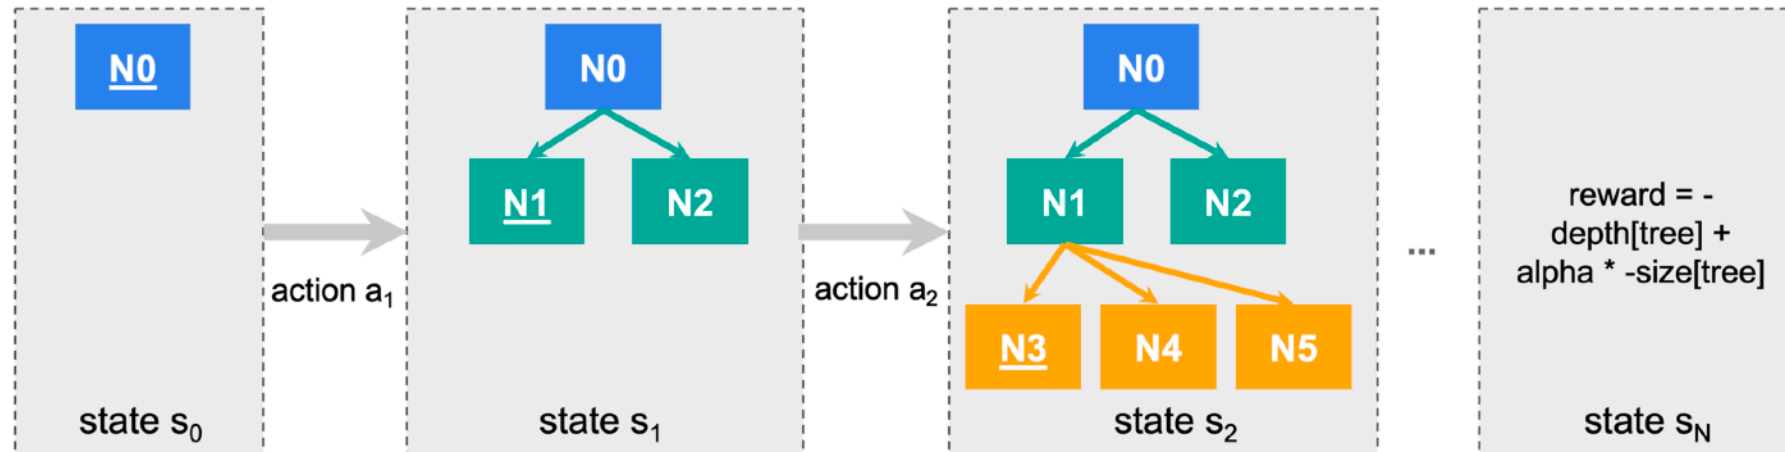 N0
state s0
action a1
N0
N1 N2
state s1
action a2
N0
N1 N2
N3 N4 N5
state s2
...
reward = -
depth[tree] +
alpha * -size[tree]
state sN